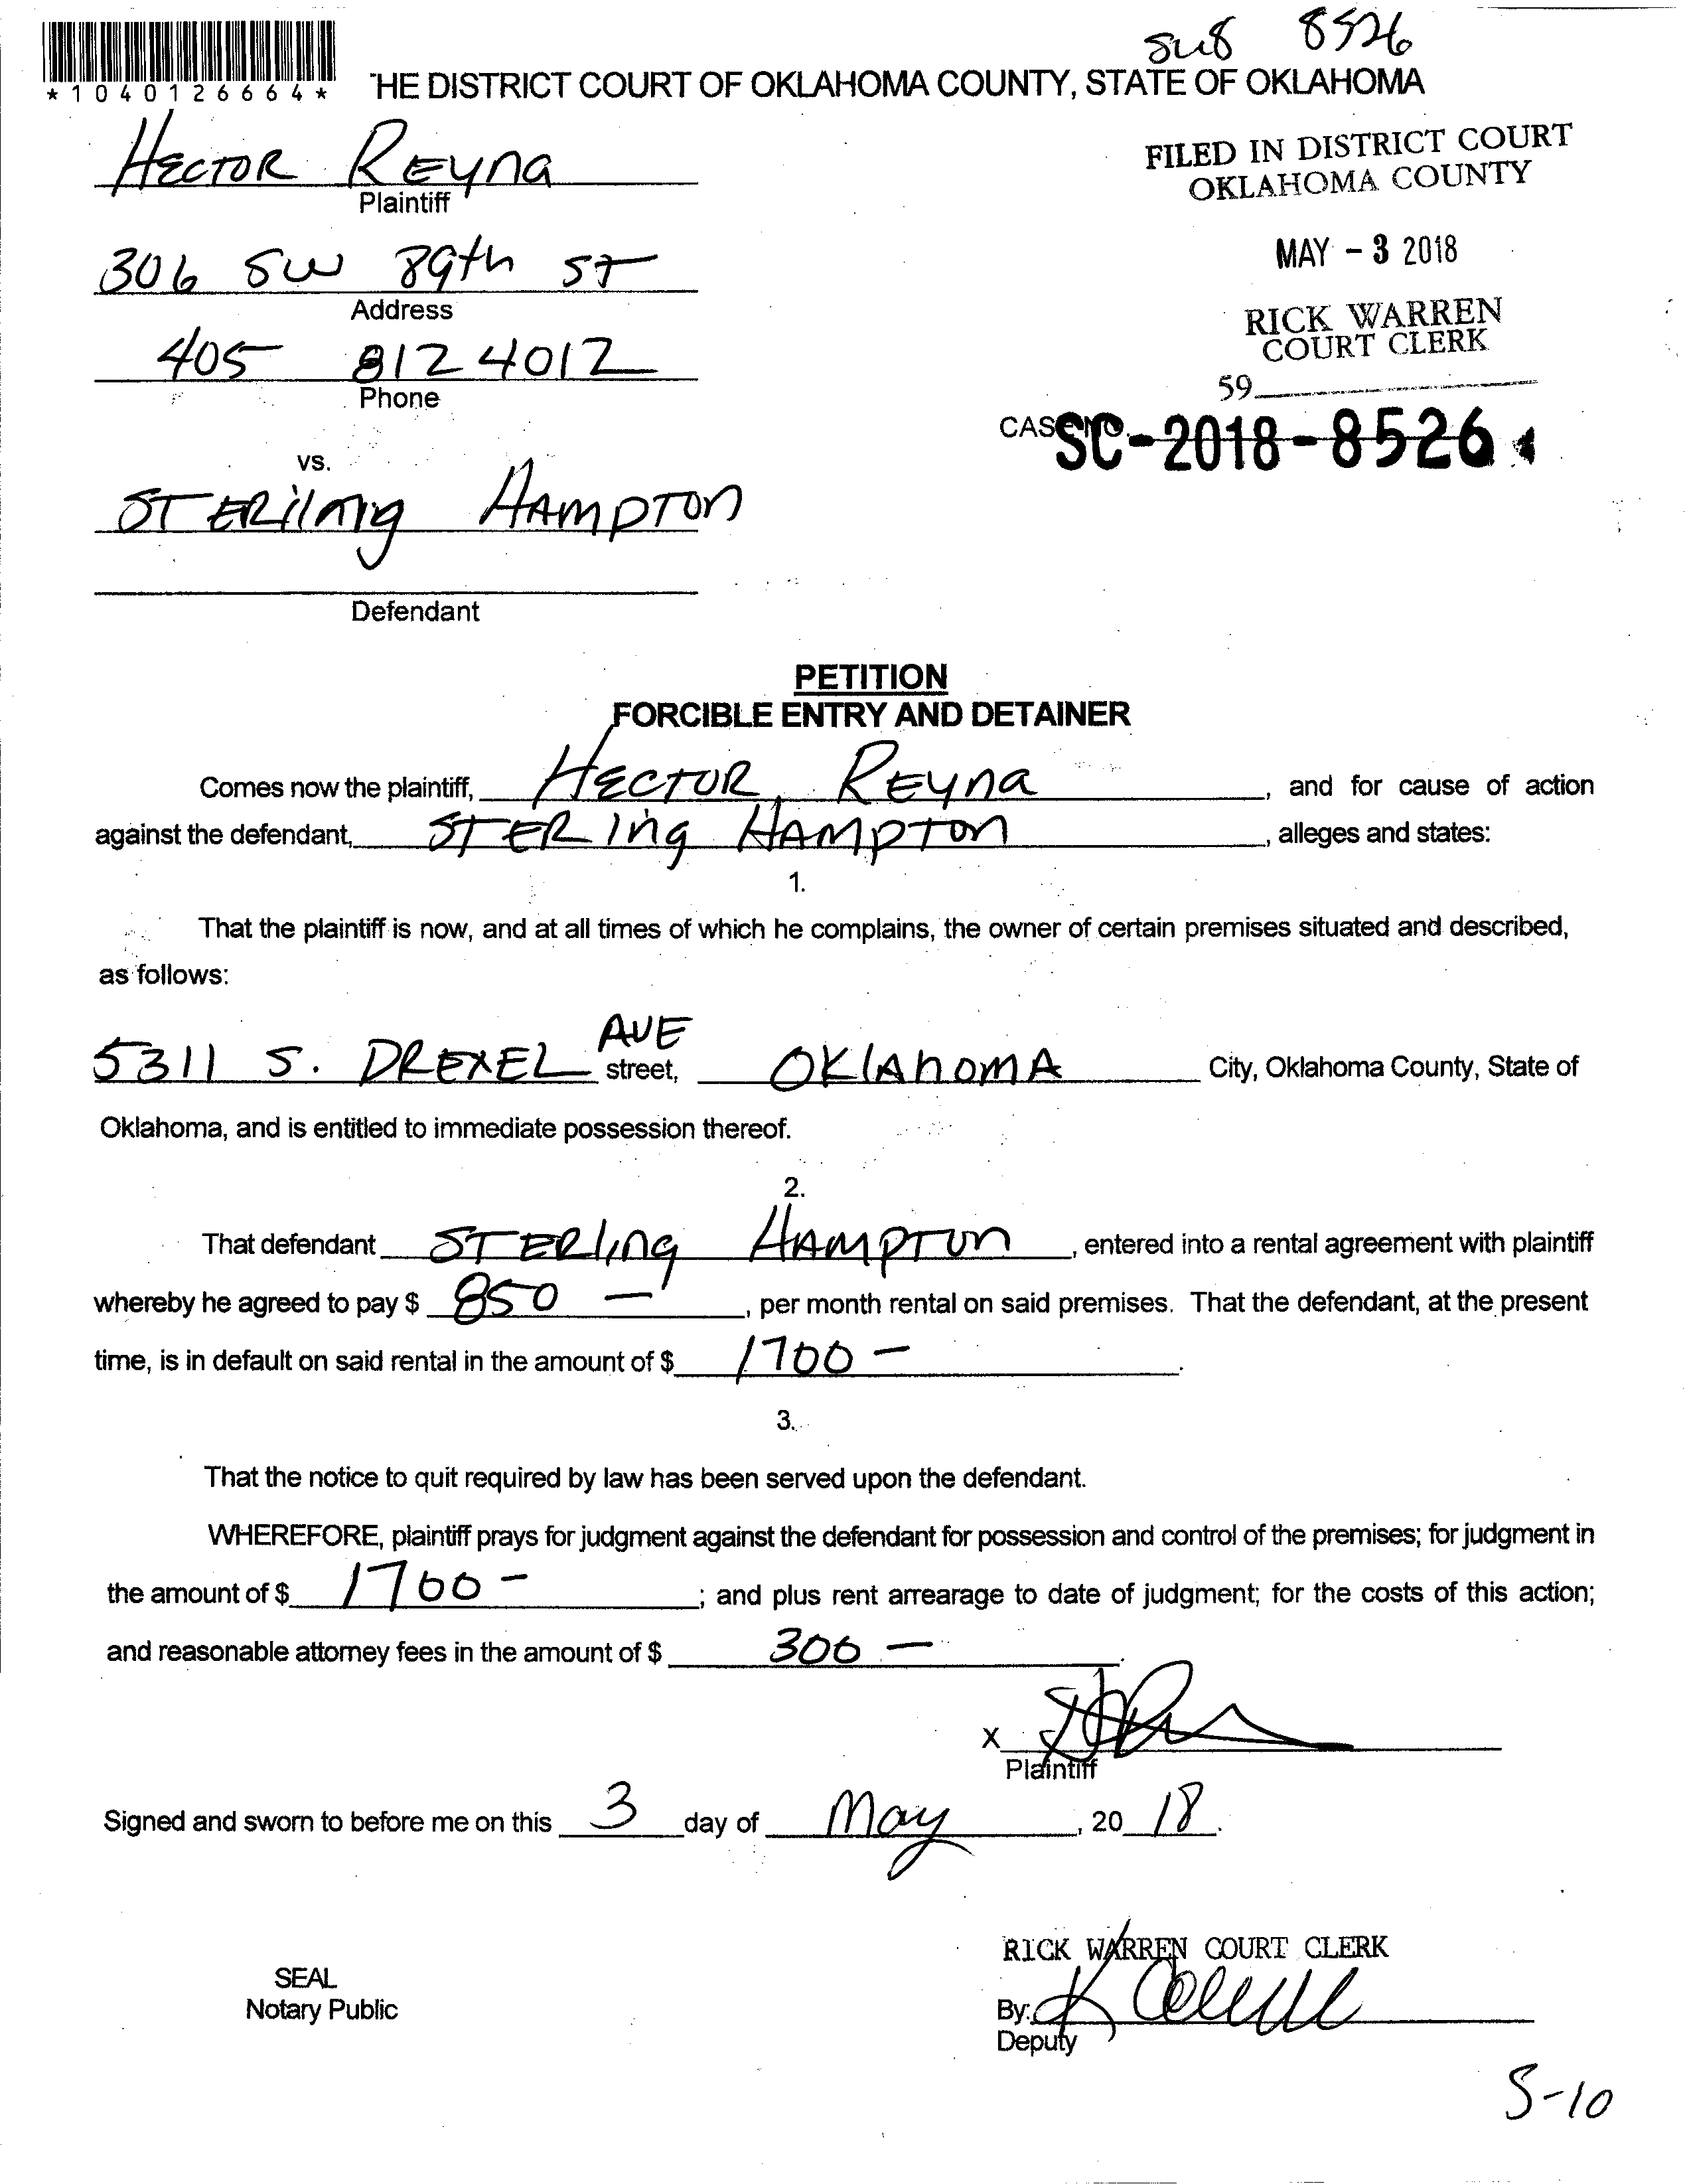 SUB 8526
*1040126664*
HE DISTRICT COURT OF OKLAHOMA COUNTY, STATE OF OKLAHOMA
HECTOR REYNA
Plaintiff
FILED IN DISTRICT COURT
OKLAHOMA COUNTY
306 SW 89th ST
Address
MAY - 3 2018
405 812 4012
Phone
RICK WARREN
COURT CLERK
59
CASE NO. SC-2018-8526
vs.
STERilnig HAMPTON
Defendant
PETITION
FORCIBLE ENTRY AND DETAINER
Comes now the plaintiff, HECTOR REYNA, and for cause of action
against the defendant, STERling HAMPTON, alleges and states:
1.
That the plaintiff is now, and at all times of which he complains, the owner of certain premises situated and described,
as follows:
5311 S. DREXEL AVE street, OKlAhOMA City, Oklahoma County, State of
Oklahoma, and is entitled to immediate possession thereof.
2.
That defendant STERling HAMPTON, entered into a rental agreement with plaintiff
whereby he agreed to pay $ 850 —, per month rental on said premises. That the defendant, at the present
time, is in default on said rental in the amount of $ 1700 —.
3.
That the notice to quit required by law has been served upon the defendant.
WHEREFORE, plaintiff prays for judgment against the defendant for possession and control of the premises; for judgment in
the amount of $ 1700 —; and plus rent arrearage to date of judgment; for the costs of this action;
and reasonable attorney fees in the amount of $ 300 —.
X
Plaintiff
Signed and sworn to before me on this 3 day of May, 20 18.
RICK WARREN COURT CLERK
SEAL
Notary Public
By:
Deputy
5-10